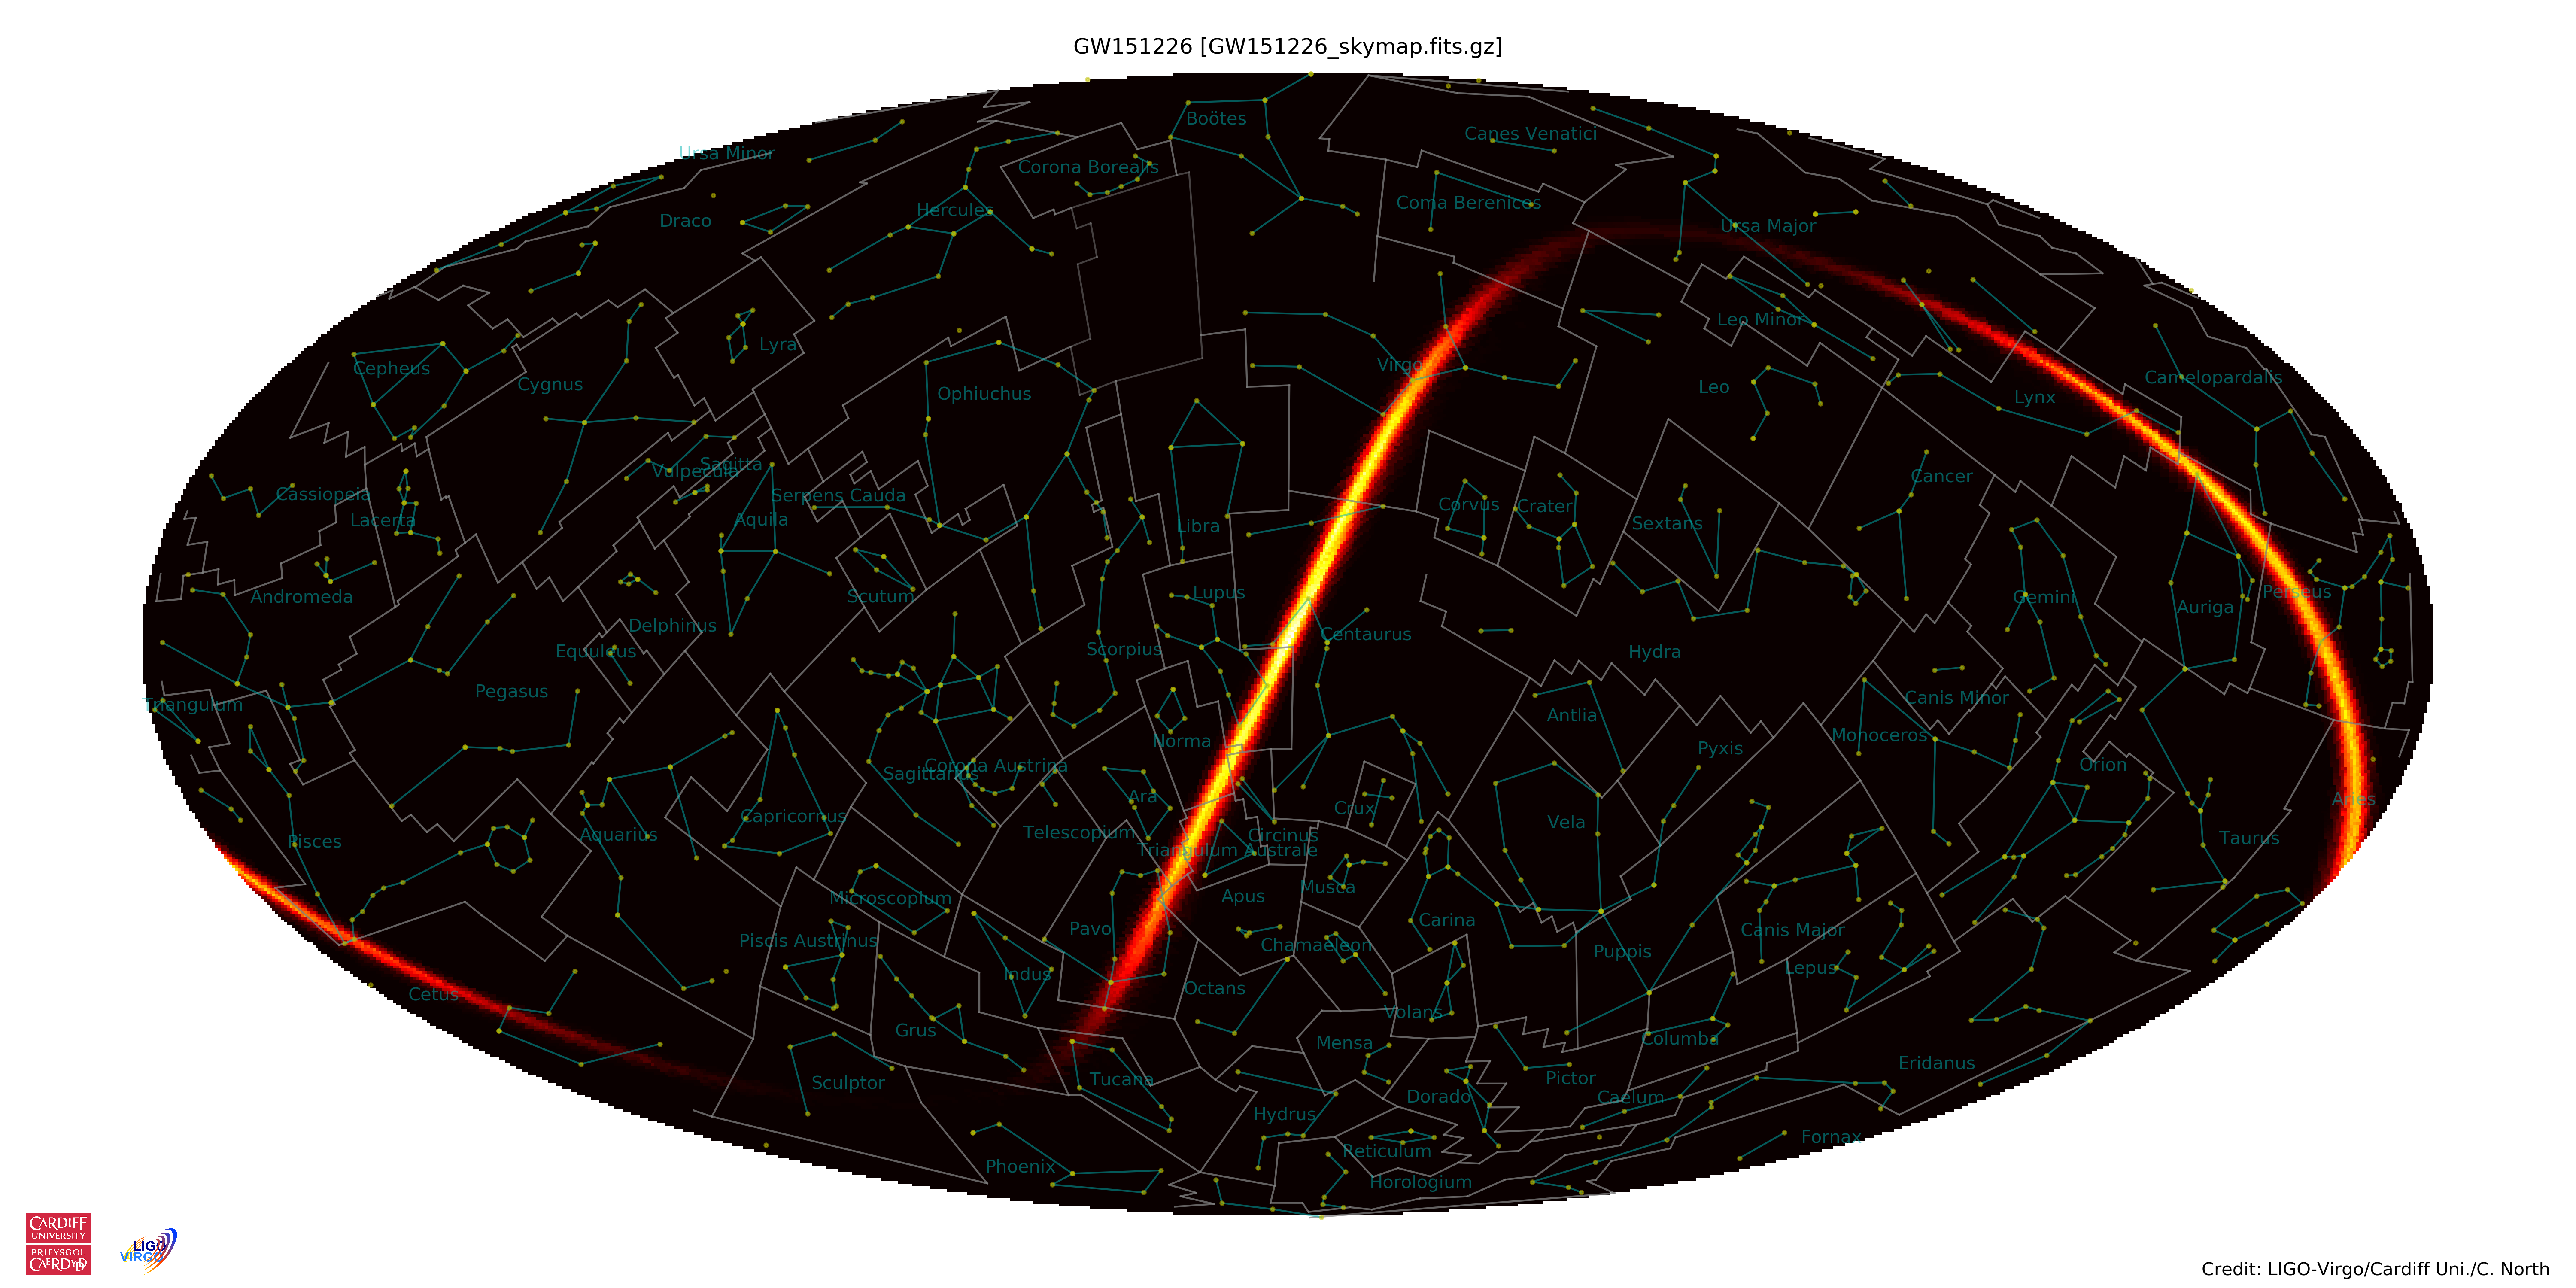 GW151226 [GW151226_skymap.fits.gz]
Boötes
Canes Venatici
Ursa Minor
Corona Borealis
Coma Berenices
Hercules
Draco
Ursa Major
Leo Minor
Lyra
Virgo
Cepheus
Camelopardalis
Cygnus
Leo
Ophiuchus
Lynx
Sagitta
Vulpecula
Cancer
Cassiopeia
Serpens Cauda
Corvus
Crater
Lacerta
Aquila
Libra
Sextans
Perseus
Lupus
Andromeda
Scutum
Gemini
Auriga
Delphinus
Centaurus
Equuleus
Scorpius
Hydra
Pegasus
Canis Minor
Triangulum
Antlia
Monoceros
Norma
Pyxis
Corona Austrina
Orion
Sagittarius
Ara
Aries
Crux
Capricornus
Vela
Telescopium
Aquarius
Circinus
Taurus
Pisces
Triangulum Australe
Musca
Apus
Microscopium
Carina
Pavo
Canis Major
Piscis Austrinus
Chamaeleon
Puppis
Lepus
Indus
Octans
Cetus
Volans
Grus
Columba
Mensa
Eridanus
Pictor
Tucana
Sculptor
Dorado
Caelum
Hydrus
Fornax
Reticulum
Phoenix
Horologium
CARDIFF
UNIVERSITY
PRIFYSGOL
CAERDYDD
LIGO
VIRGO
Credit: LIGO-Virgo/Cardiff Uni./C. North